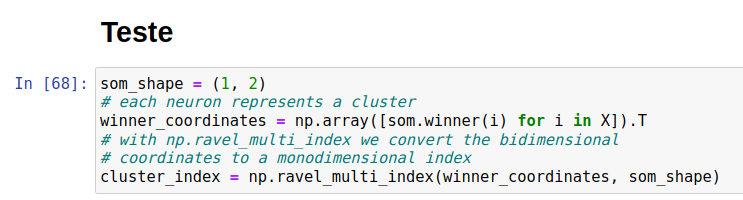 Teste
In [68]: som_shape = (1, 2)
# each neuron represents a cluster
winner_coordinates = np.array([som.winner(i) for i in X]).T
# with np.ravel_multi_index we convert the bidimensional
# coordinates to a monodimensional index
cluster_index = np.ravel_multi_index(winner_coordinates, som_shape)